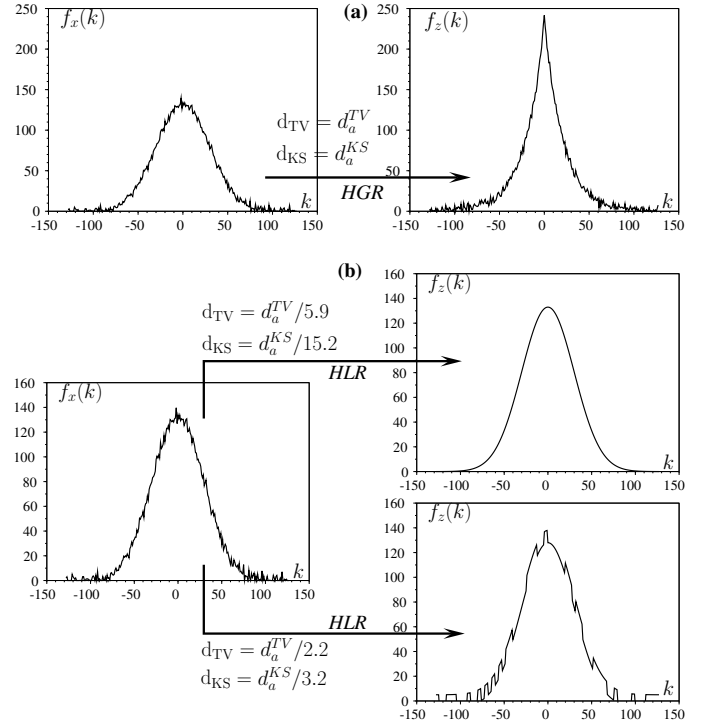 (a)
f_x(k)
250
200
150
100
50
0
-150 -100 -50 0 50 100 150
k
d_TV = d_a^TV
d_KS = d_a^KS
HGR
f_z(k)
250
200
150
100
50
0
-150 -100 -50 0 50 100 150
k
(b)
d_TV = d_a^TV/5.9
d_KS = d_a^KS/15.2
HLR
f_z(k)
160
140
120
100
80
60
40
20
0
-150 -100 -50 0 50 100 150
k
f_x(k)
160
140
120
100
80
60
40
20
0
-150 -100 -50 0 50 100 150
k
HLR
d_TV = d_a^TV/2.2
d_KS = d_a^KS/3.2
f_z(k)
160
140
120
100
80
60
40
20
0
-150 -100 -50 0 50 100 150
k